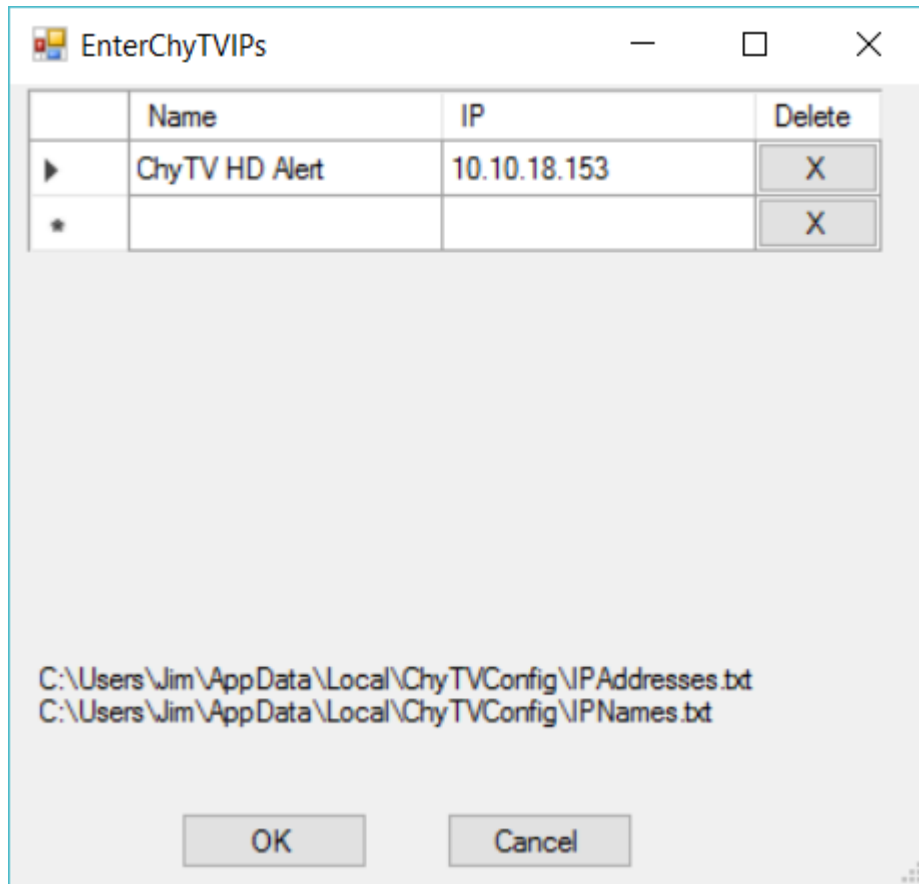 EnterChyTVIPs
Name IP Delete
ChyTV HD Alert 10.10.18.153 X
X
C:\Users\Jim\AppData\Local\ChyTVConfig\IPAddresses.txt
C:\Users\Jim\AppData\Local\ChyTVConfig\IPNames.txt
OK Cancel